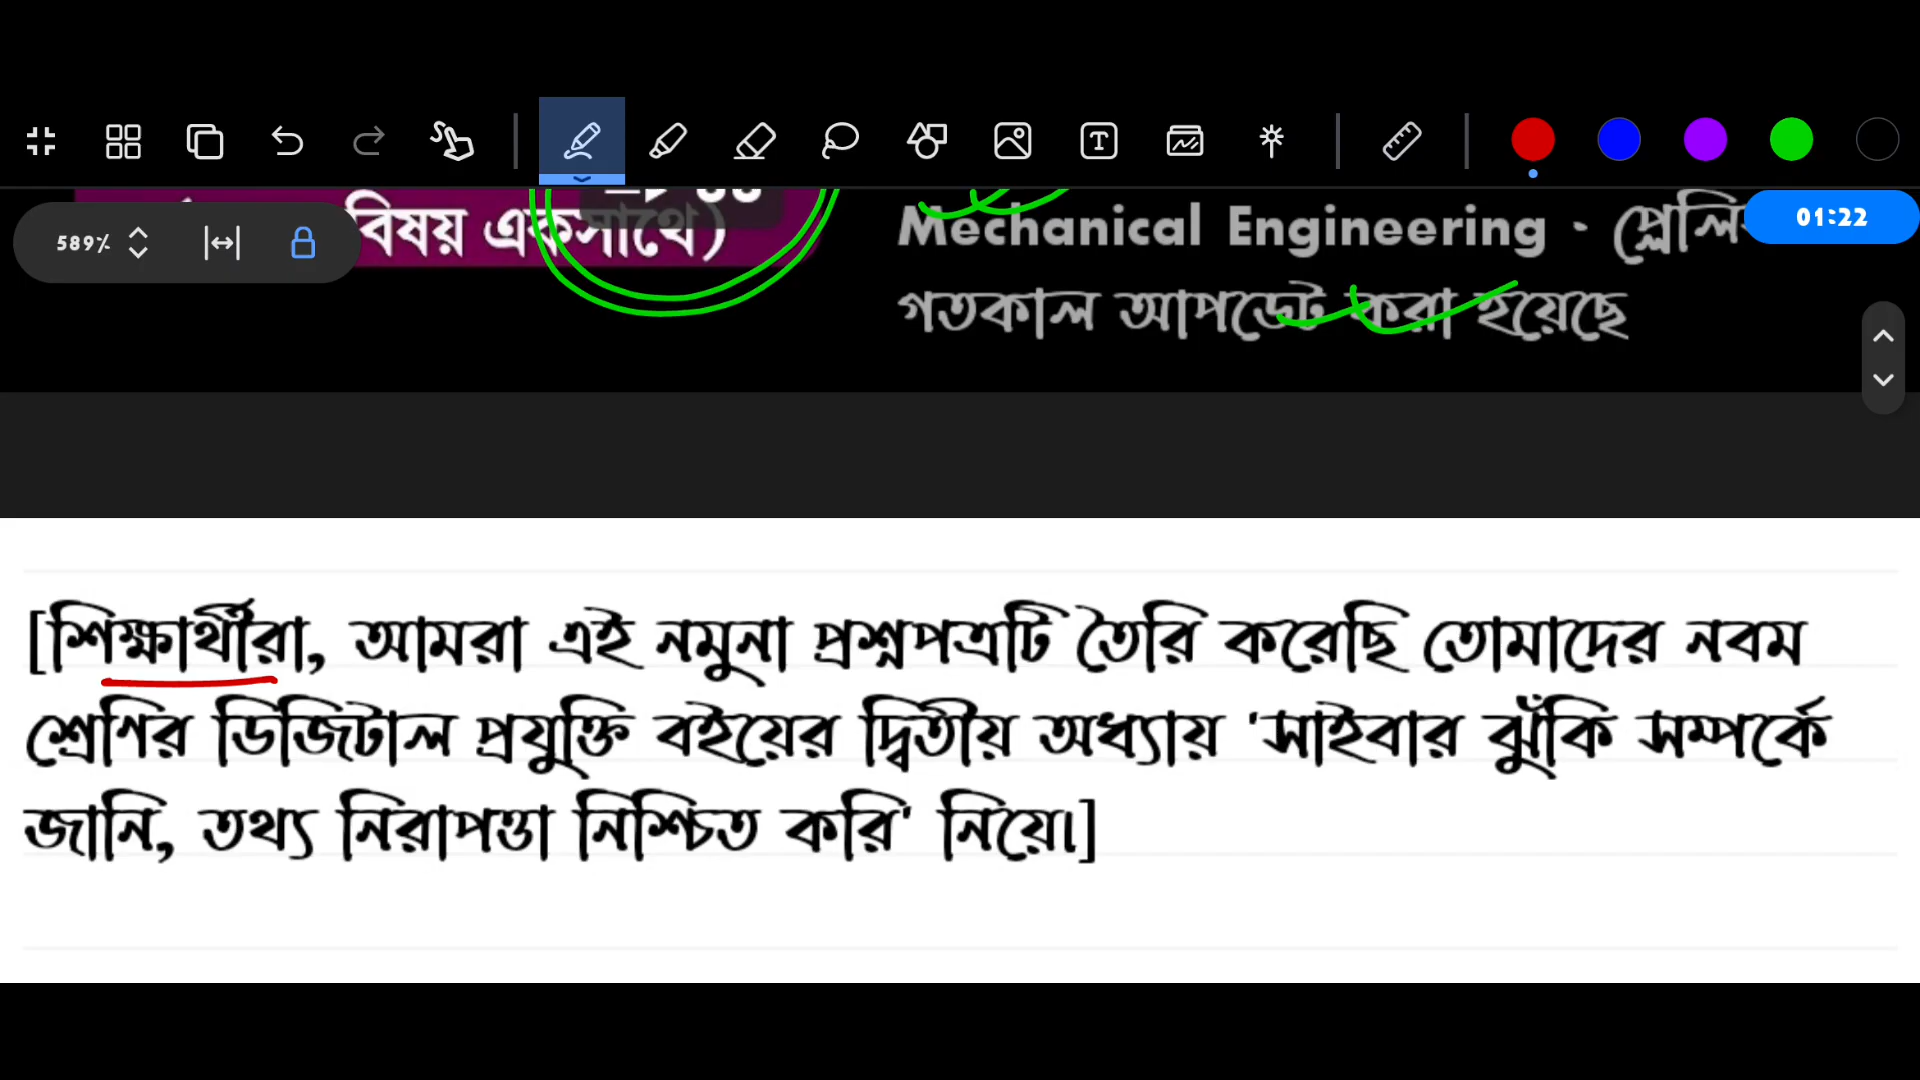 589%
01:22
বিষয় একসাথে)
Mechanical Engineering •
গতকাল আপডেট করা হয়েছে
[শিক্ষার্থীরা, আমরা এই নমুনা প্রশ্নপত্রটি তৈরি করেছি তোমাদের নবম
শ্রেণির ডিজিটাল প্রযুক্তি বইয়ের দ্বিতীয় অধ্যায় 'সাইবার ঝুঁকি সম্পর্কে
জানি, তথ্য নিরাপত্তা নিশ্চিত করি' নিয়ে।]